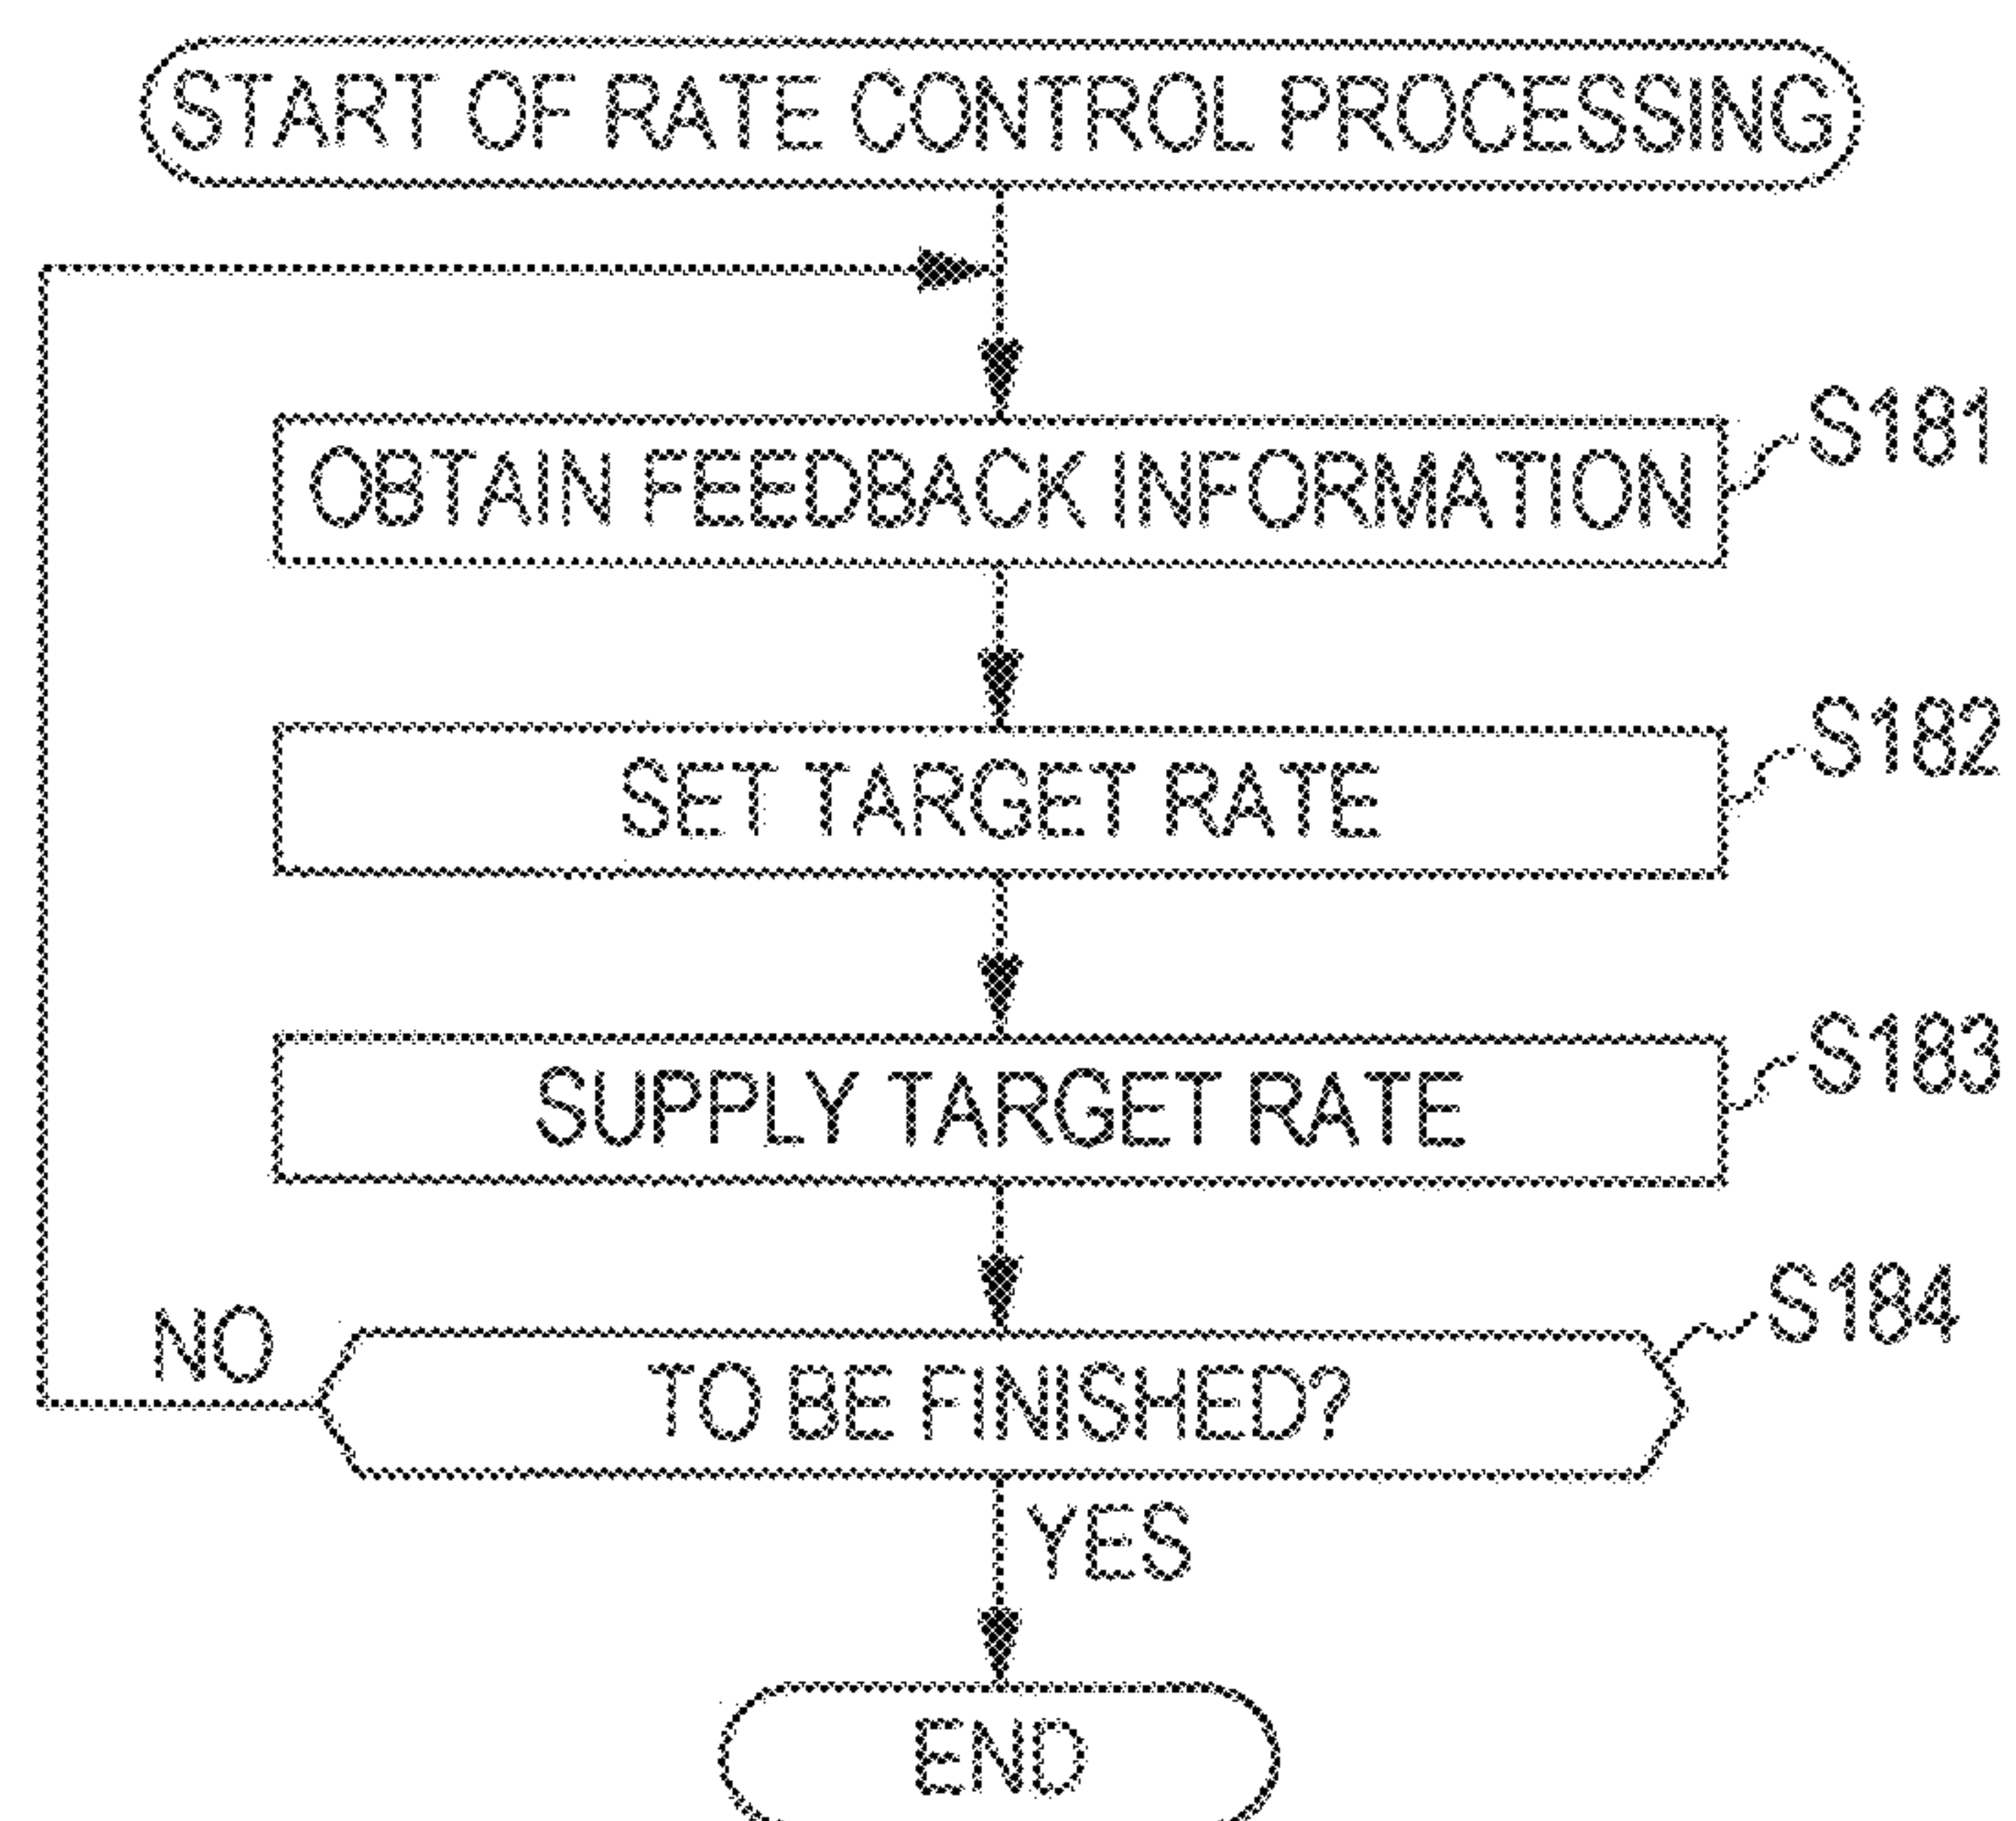 START OF RATE CONTROL PROCESSING
OBTAIN FEEDBACK INFORMATION
S181
SET TARGET RATE
S182
SUPPLY TARGET RATE
S183
TO BE FINISHED?
S184
NO
YES
END